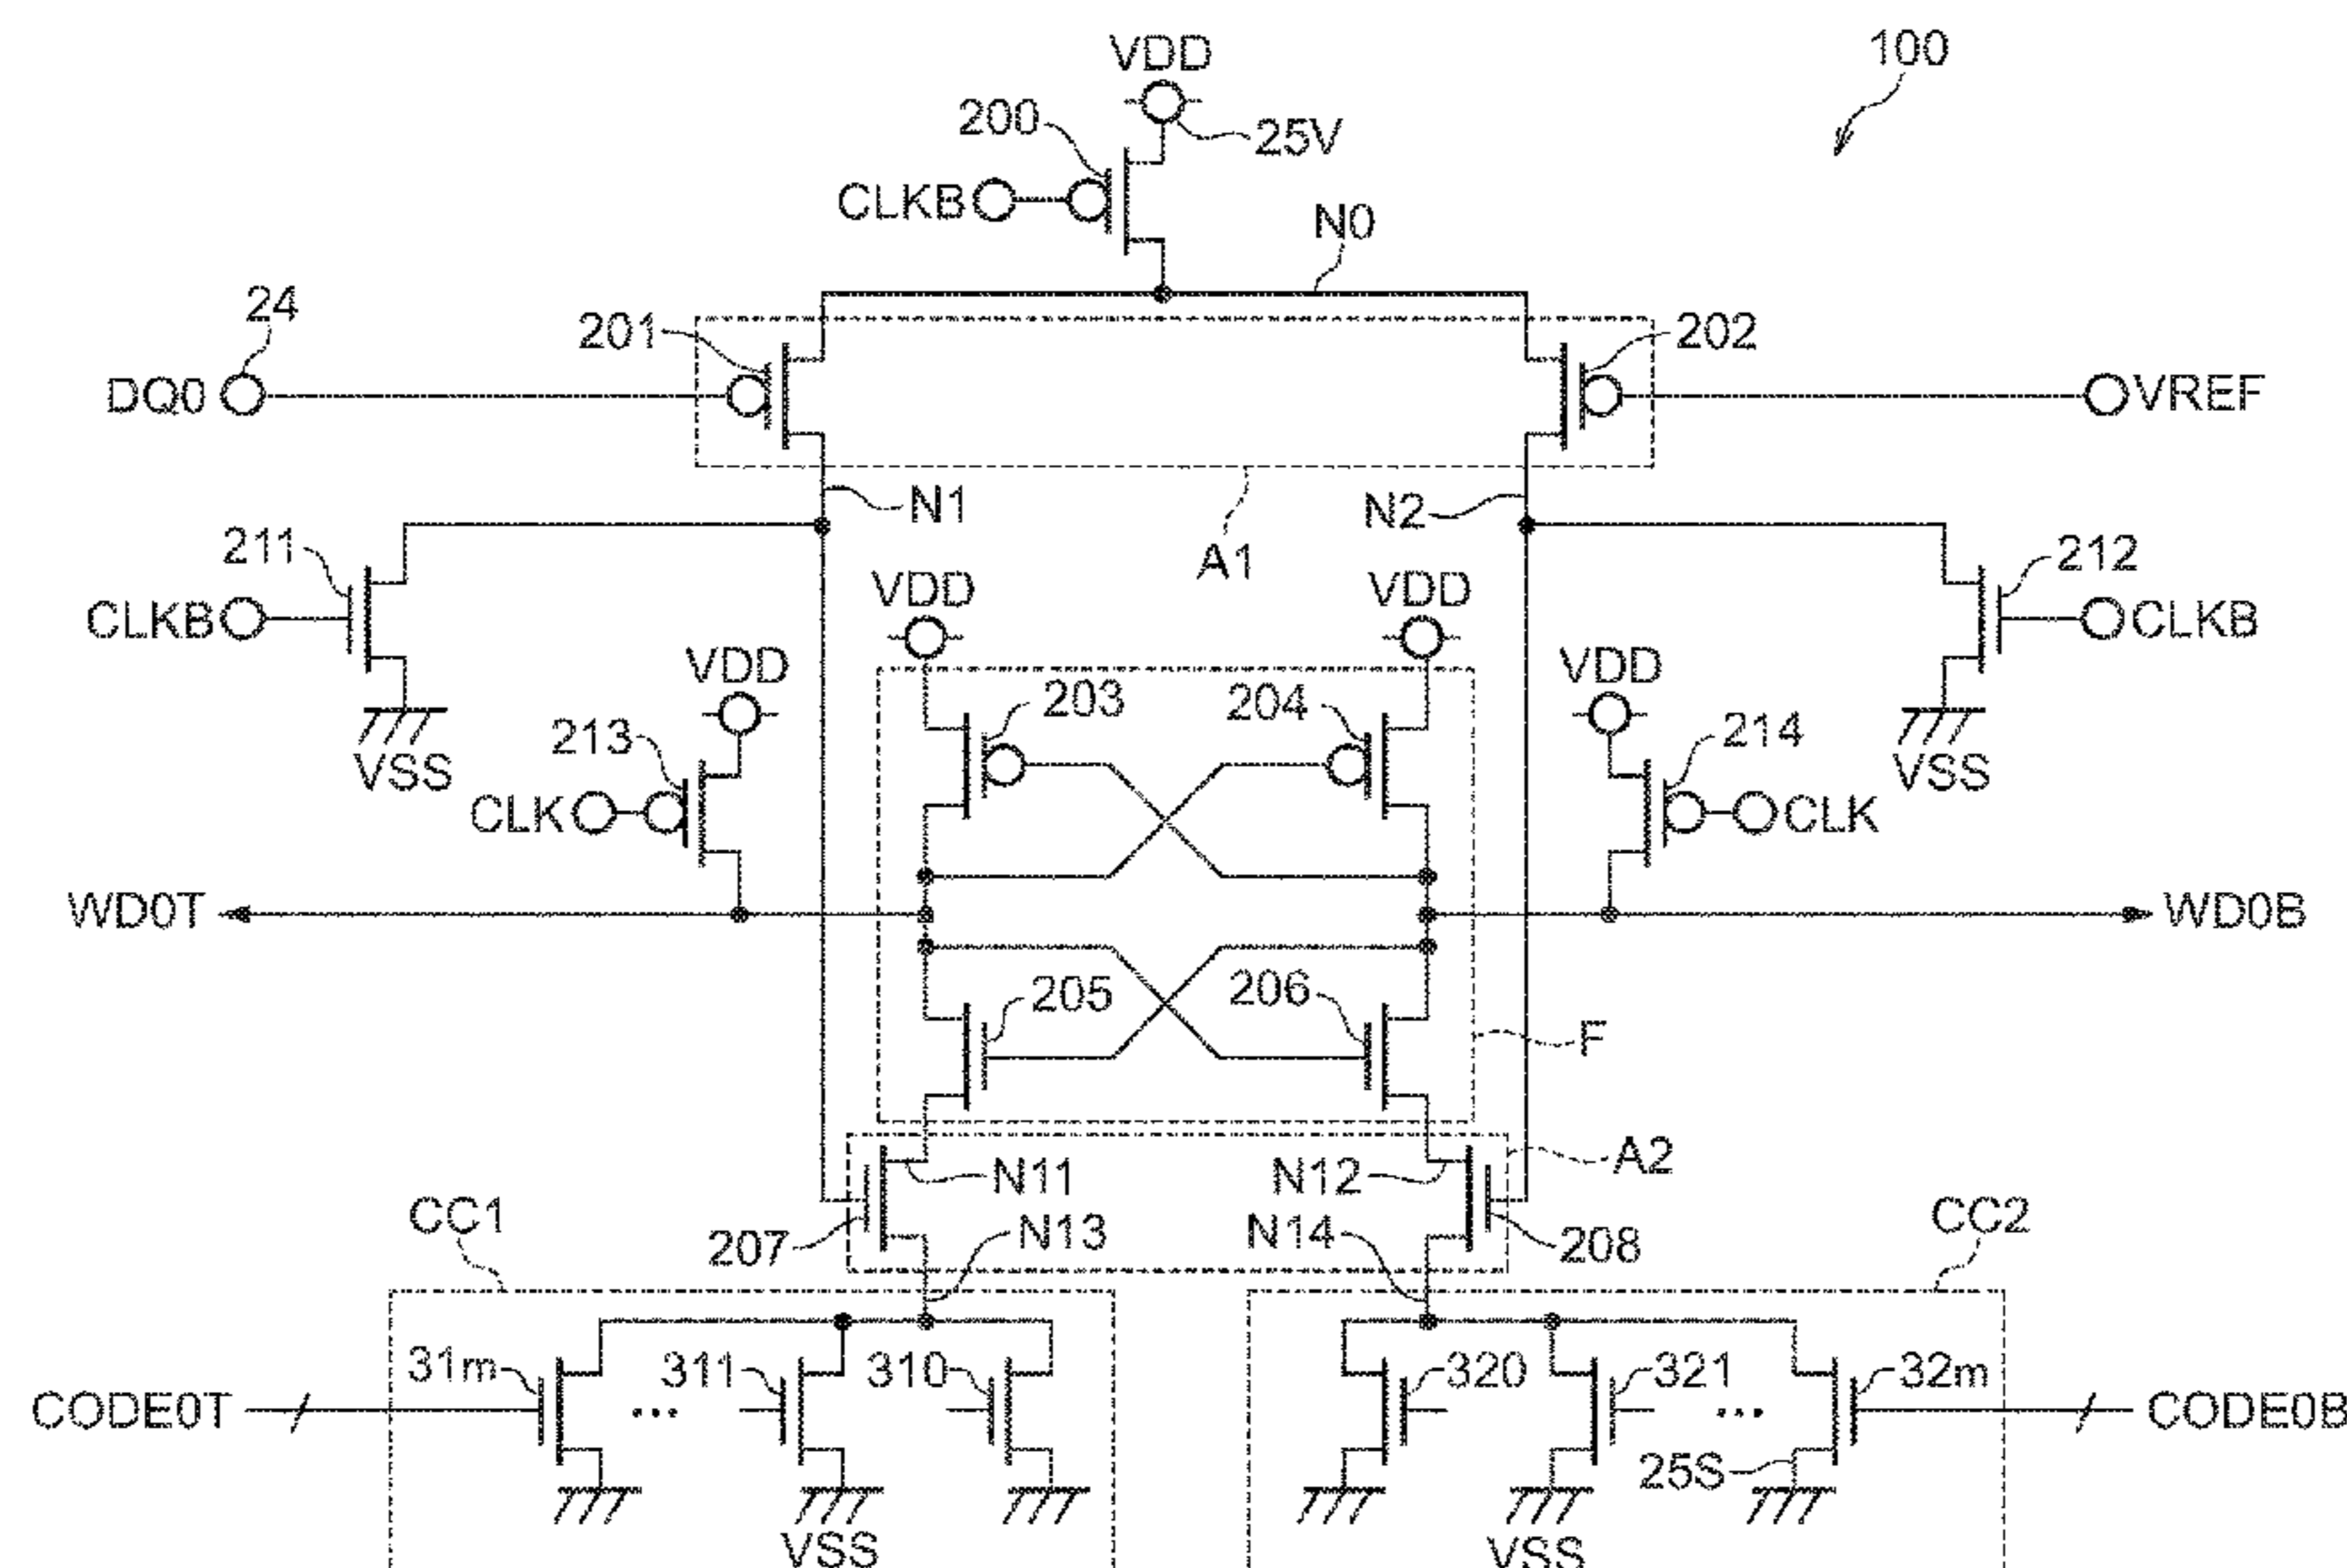 100
VDD
200
25V
CLKB
N0
24
201
202
DQ0
VREF
N1
N2
A1
211
212
VDD
VDD
CLKB
CLKB
VDD
VDD
203
204
213
214
VSS
VSS
CLK
CLK
WD0T
WD0B
205
206
F
A2
N11
N12
CC1
CC2
207
N13
N14
208
31m
311
310
320
321
32m
CODE0T
...
...
CODE0B
25S
VSS
VSS